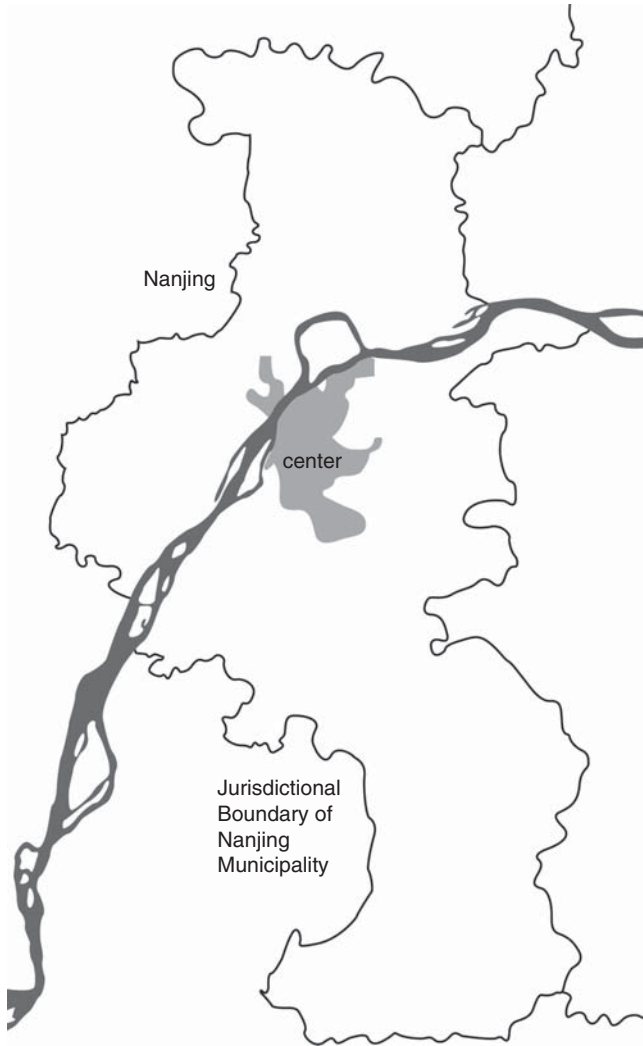 Nanjing
center
Jurisdictional
Boundary of
Nanjing
Municipality